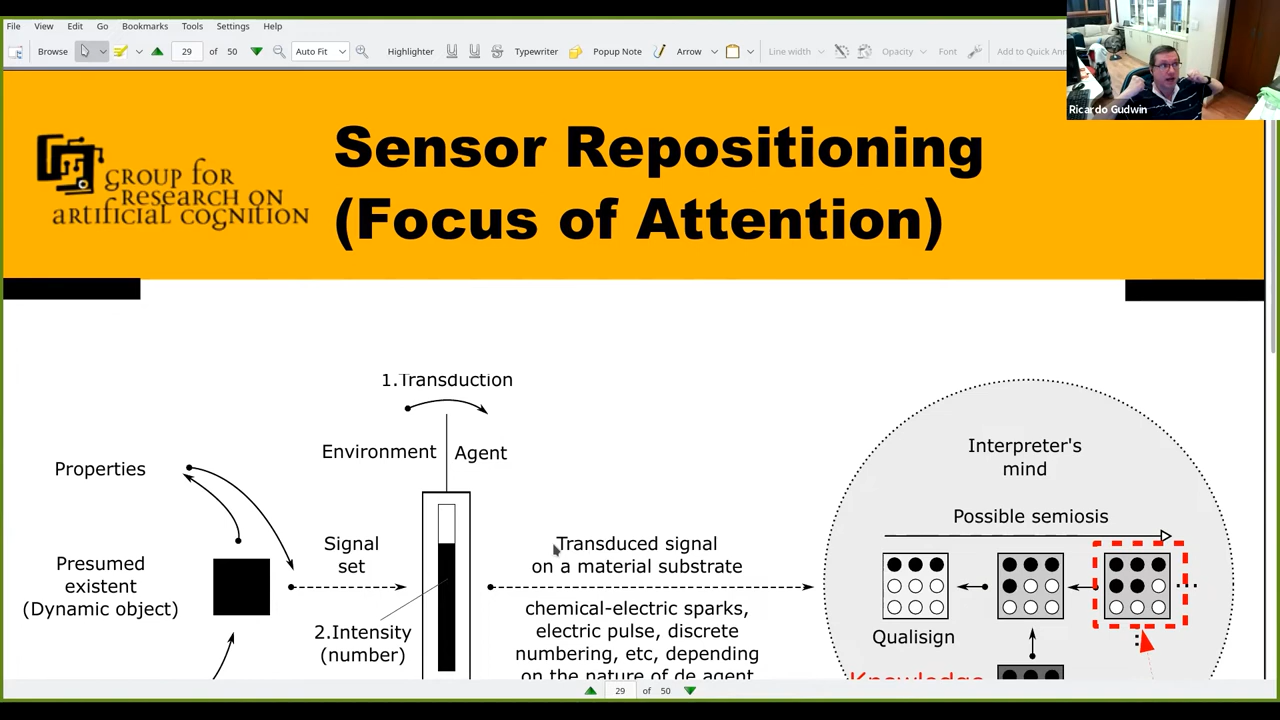 File View Edit Go Bookmarks Tools Settings Help
Browse 29 of 50 Auto Fit Highlighter Typewriter Popup Note Arrow Line width Opacity Font Add to Quick
Ricardo Gudwin
GROUP FOR
RESEARCH ON
ARTIFICIAL COGNITION
Sensor Repositioning
(Focus of Attention)
1.Transduction
Environment
Agent
Properties
Presumed
existent
(Dynamic object)
Signal
set
2.Intensity
(number)
Transduced signal
on a material substrate
chemical-electric sparks,
electric pulse, discrete
numbering, etc, depending
on the nature of de agent
Interpreter's
mind
Possible semiosis
...
Qualisign
Knowledge
29 of 50